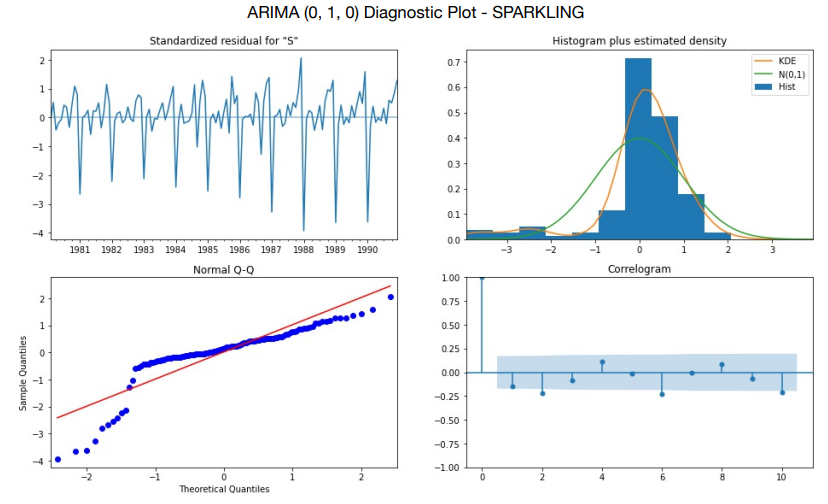 ARIMA (0, 1, 0) Diagnostic Plot - SPARKLING
Standardized residual for "S"
2
1
0
−1
−2
−3
−4
1981 1982 1983 1984 1985 1986 1987 1988 1989 1990
Histogram plus estimated density
KDE
N(0,1)
Hist
0.7
0.6
0.5
0.4
0.3
0.2
0.1
0.0
−3 −2 −1 0 1 2 3
Normal Q-Q
Sample Quantiles
2
1
0
−1
−2
−3
−4
−2 −1 0 1 2
Theoretical Quantiles
Correlogram
1.00
0.75
0.50
0.25
0.00
−0.25
−0.50
−0.75
−1.00
0 2 4 6 8 10